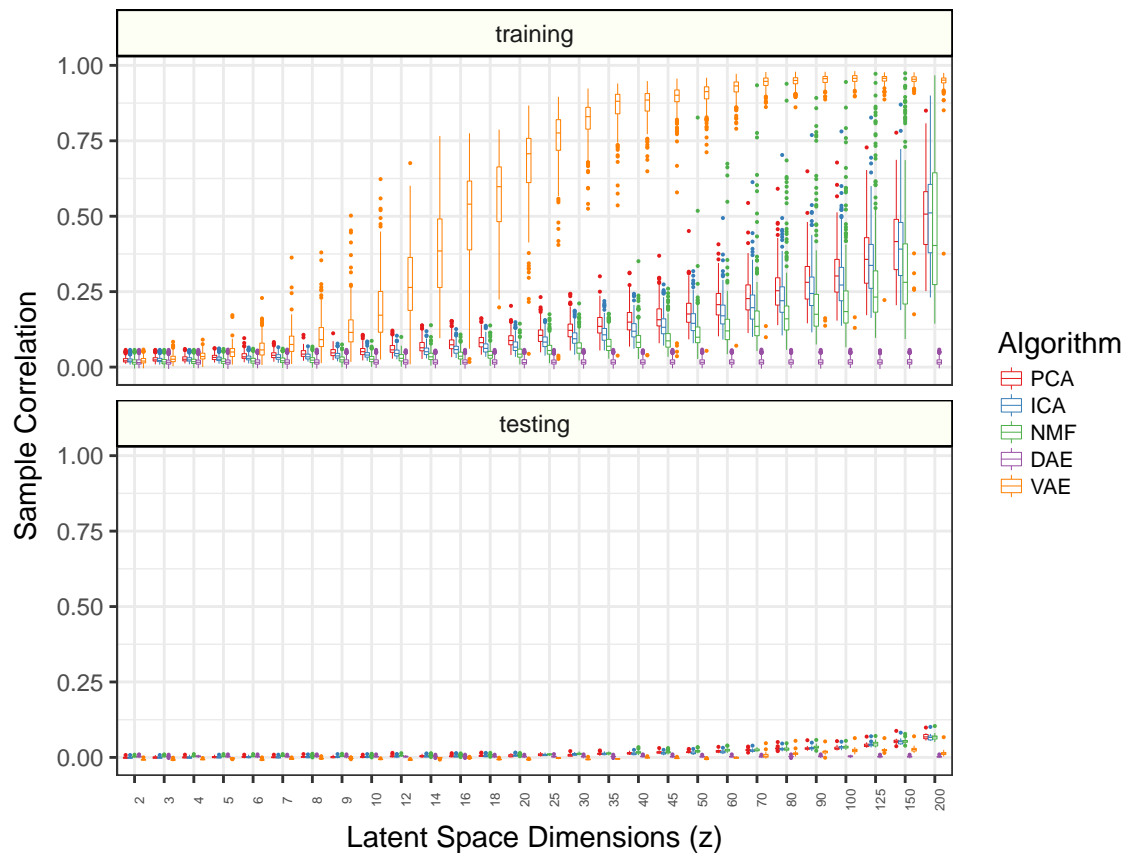 training
1.00
0.75
0.50
0.25
0.00
testing
1.00
0.75
0.50
0.25
0.00
Sample Correlation
2 3 4 5 6 7 8 9 10 12 14 16 18 20 25 30 35 40 45 50 60 70 80 90 100 125 150 200
Latent Space Dimensions (z)
Algorithm
PCA
ICA
NMF
DAE
VAE